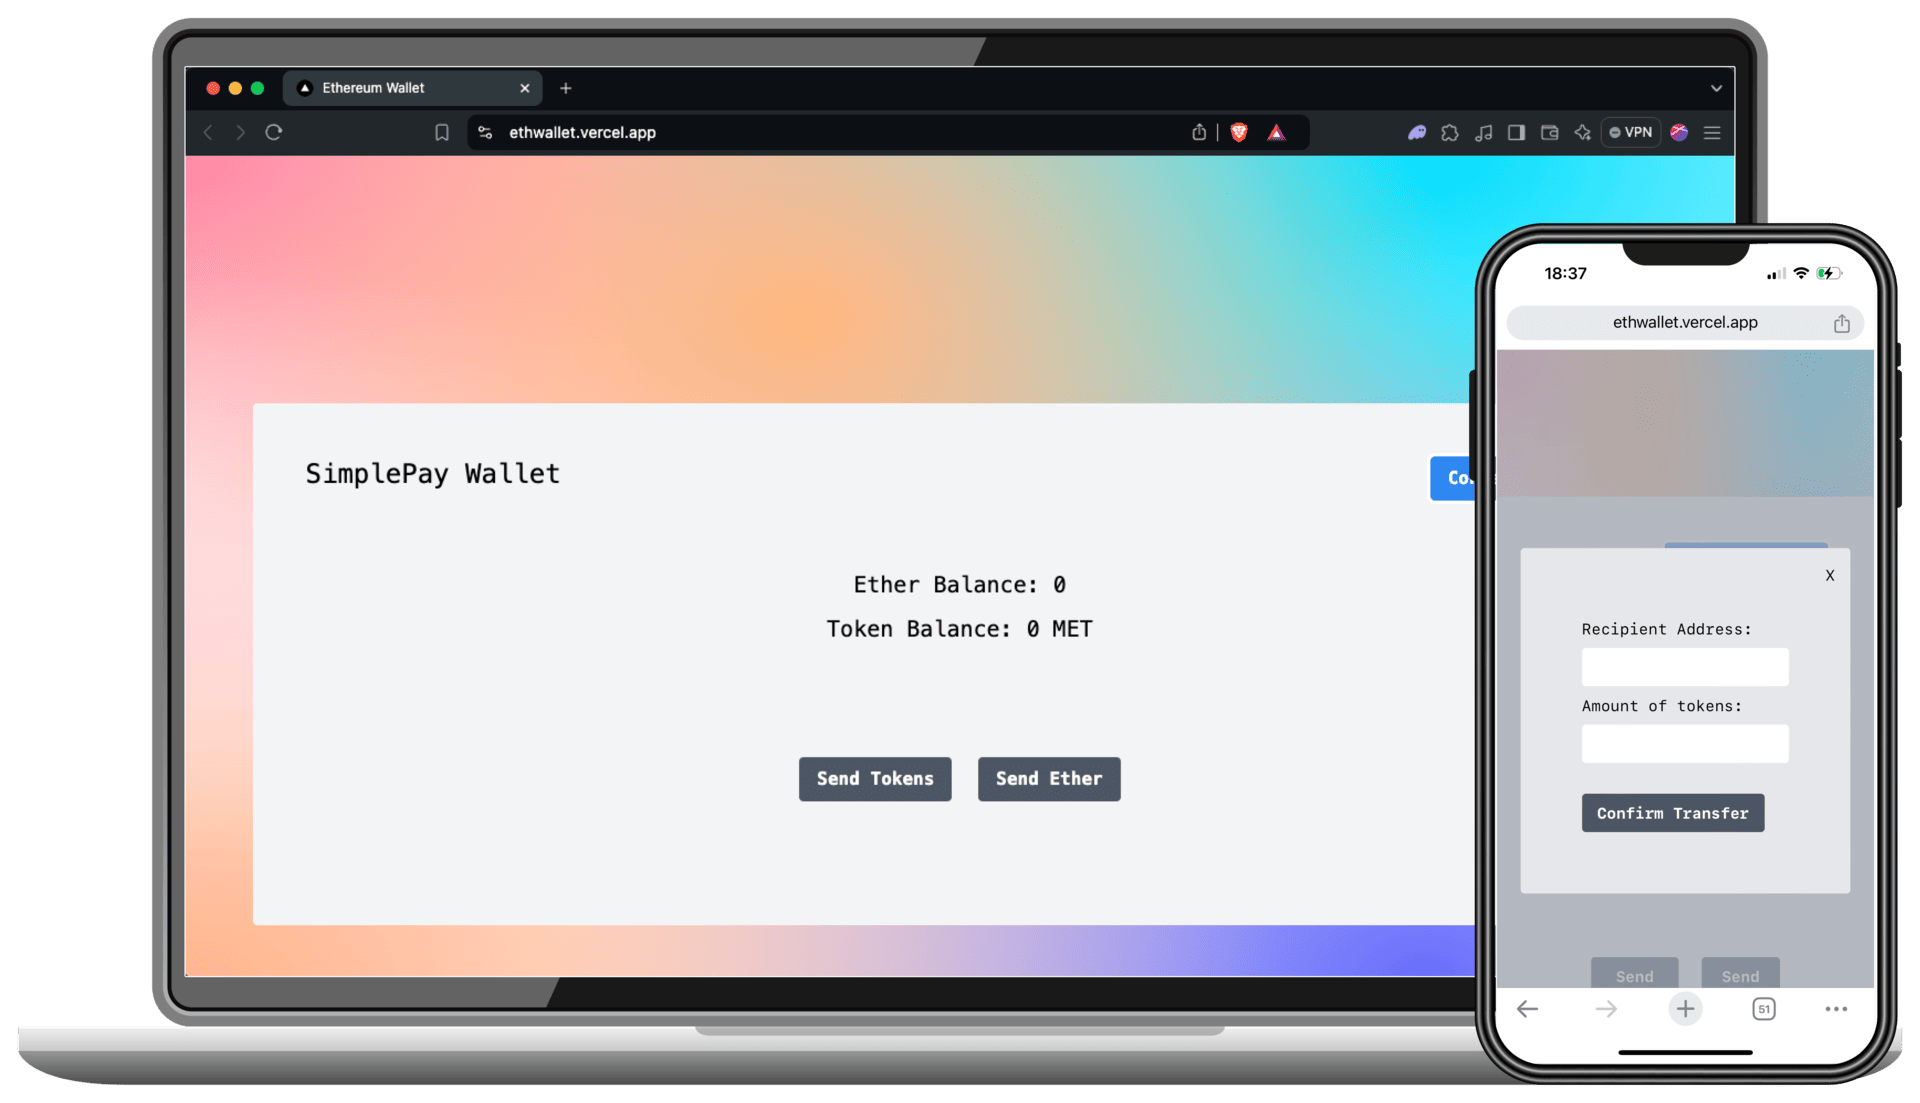 Ethereum Wallet
ethwallet.vercel.app
VPN
SimplePay Wallet
Ether Balance: 0
Token Balance: 0 MET
Send Tokens
Send Ether
18:37
ethwallet.vercel.app
X
Recipient Address:
Amount of tokens:
Confirm Transfer
Send
Send
51